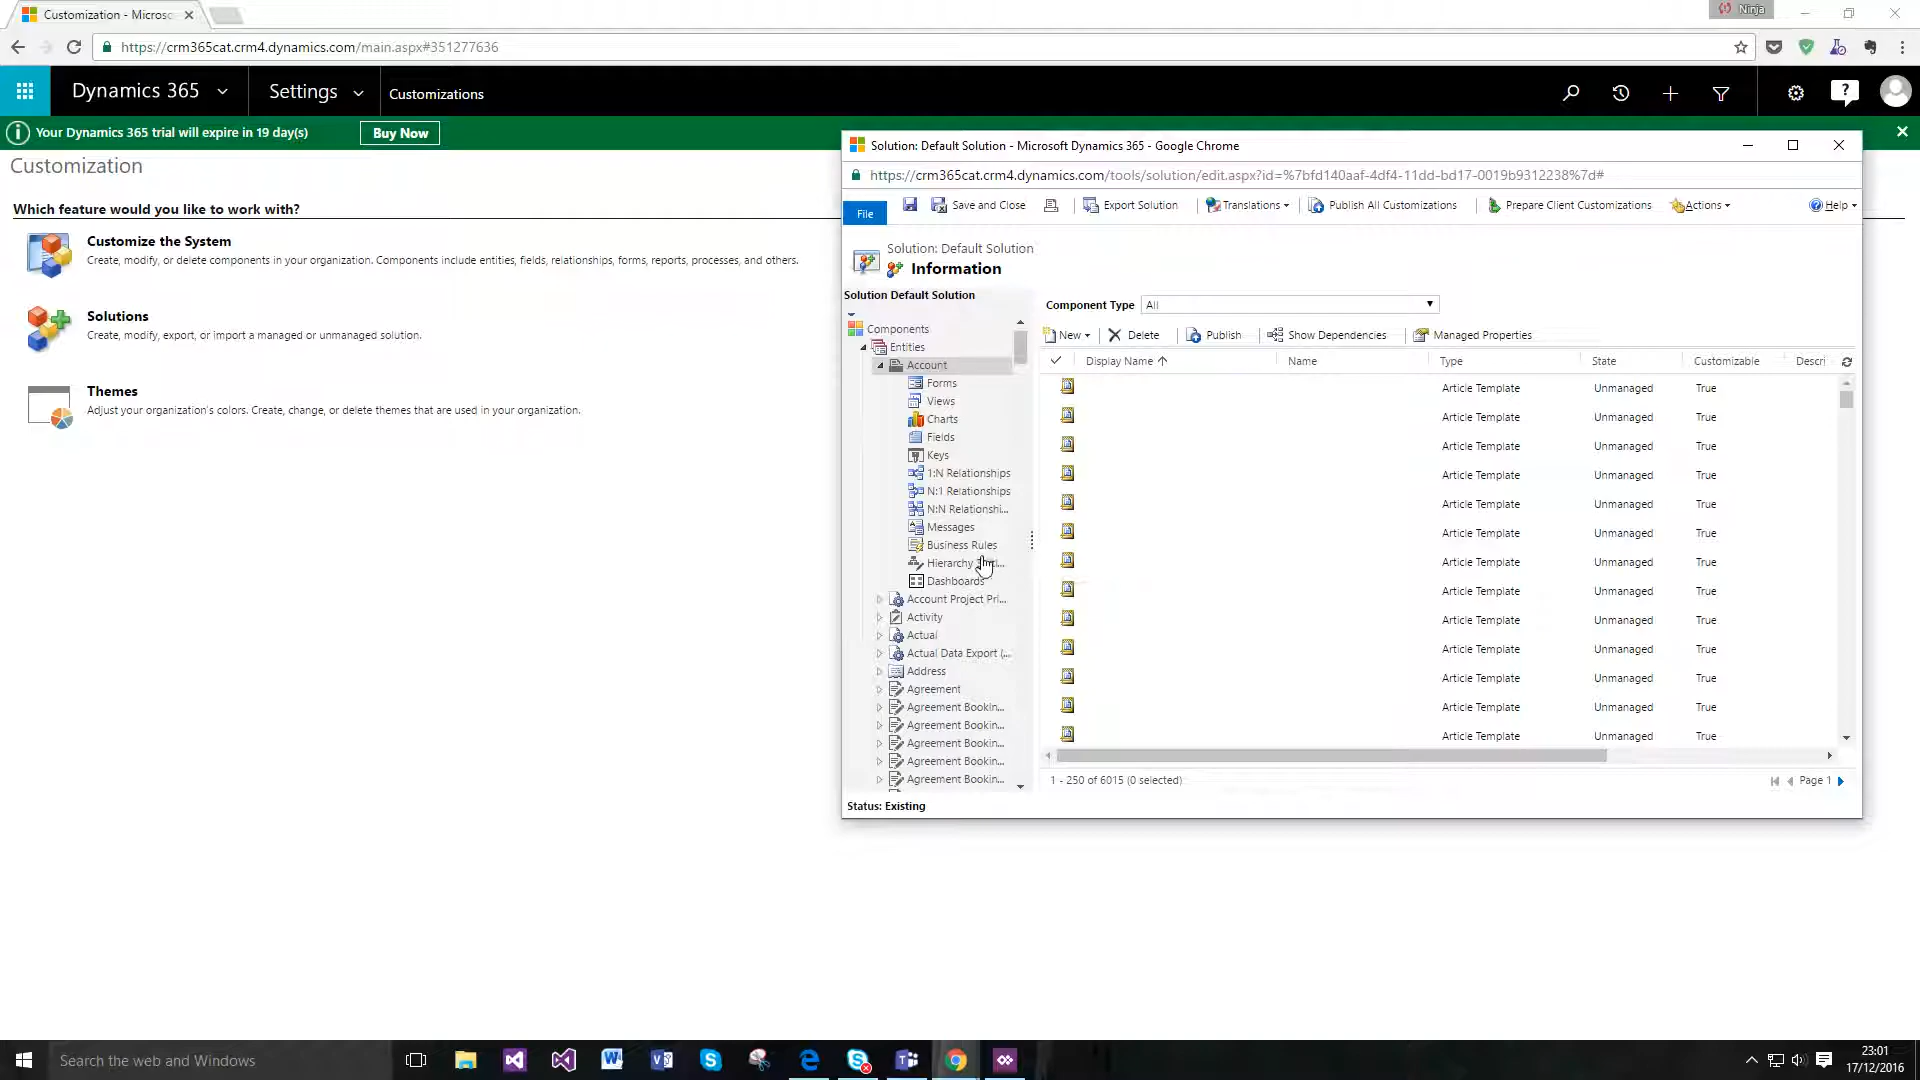 Customization - Microsc
Ninja
https://crm365cat.crm4.dynamics.com/main.aspx#351277636
Dynamics 365
Settings
Customizations
?
Your Dynamics 365 trial will expire in 19 day(s)
Buy Now
Customization
Which feature would you like to work with?
Customize the System
Create, modify, or delete components in your organization. Components include entities, fields, relationships, forms, reports, processes, and others.
Solutions
Create, modify, export, or import a managed or unmanaged solution.
Themes
Adjust your organization's colors. Create, change, or delete themes that are used in your organization.
Solution: Default Solution - Microsoft Dynamics 365 - Google Chrome
https://crm365cat.crm4.dynamics.com/tools/solution/edit.aspx?id=%7bfd140aaf-4df4-11dd-bd17-0019b9312238%7d#
File
Save and Close
Export Solution
Translations
Publish All Customizations
Prepare Client Customizations
Actions
Help
Solution: Default Solution
Information
Solution Default Solution
Components
Entities
Account
Forms
Views
Charts
Fields
Keys
1:N Relationships
N:1 Relationships
N:N Relationshi...
Messages
Business Rules
Hierarchy
Dashboards
Account Project Pri...
Activity
Actual
Actual Data Export (...
Address
Agreement
Agreement Bookin...
Agreement Bookin...
Agreement Bookin...
Agreement Bookin...
Agreement Bookin...
Component Type All
New
Delete
Publish
Show Dependencies
Managed Properties
Display Name Name Type State Customizable Descri
Article Template Unmanaged True
Article Template Unmanaged True
Article Template Unmanaged True
Article Template Unmanaged True
Article Template Unmanaged True
Article Template Unmanaged True
Article Template Unmanaged True
Article Template Unmanaged True
Article Template Unmanaged True
Article Template Unmanaged True
Article Template Unmanaged True
Article Template Unmanaged True
Article Template Unmanaged True
1 - 250 of 6015 (0 selected)
Page 1
Status: Existing
Search the web and Windows
23:01
17/12/2016